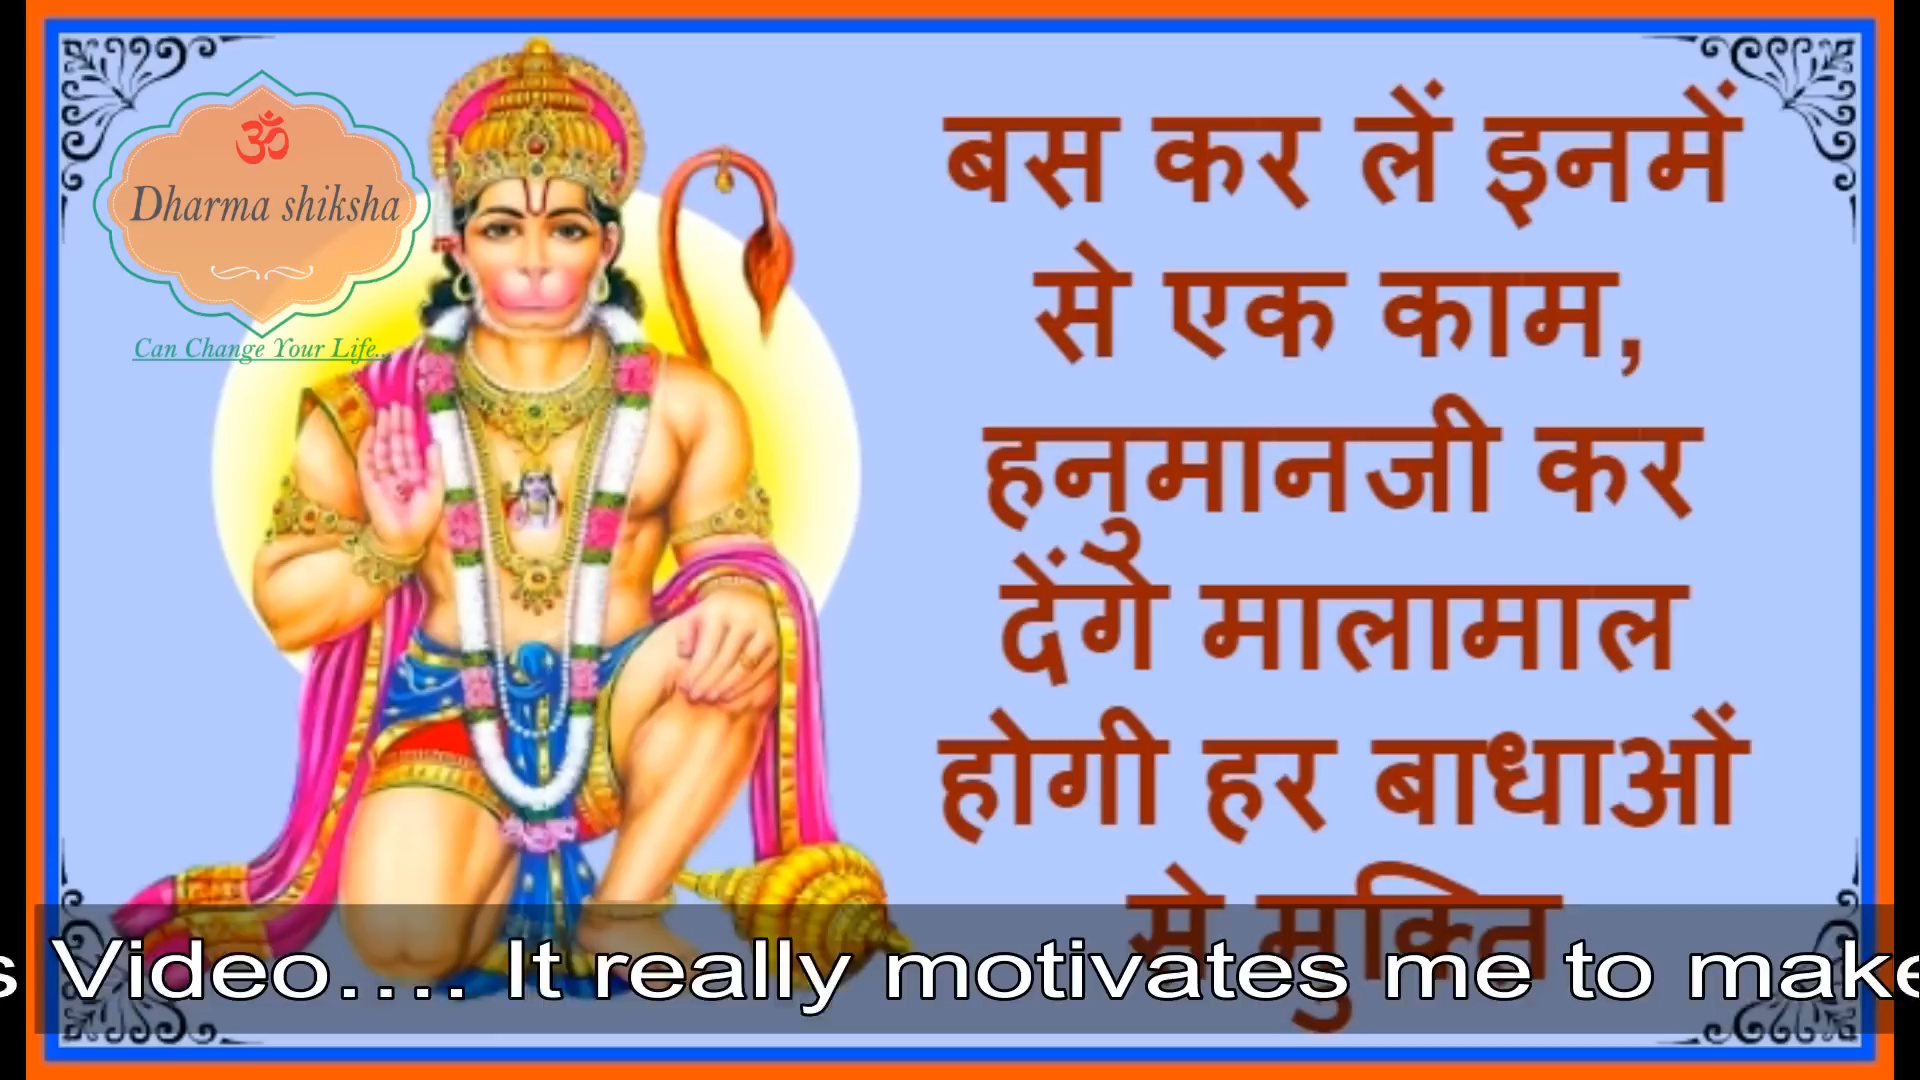 ॐ
Dharma shiksha
Can Change Your Life...
बस कर लें इनमें
से एक काम,
हनुमानजी कर
देंगे मालामाल
होगी हर बाधाओं
से मुक्ति
s Video.... It really motivates me to make